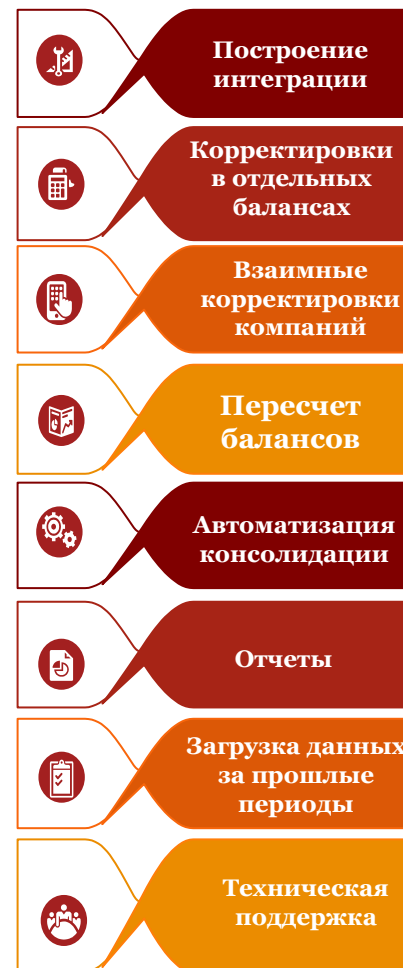 Построение
интеграции
Корректировки
в отдельных
балансах
Взаимные
корректировки
компаний
Пересчет
балансов
Автоматизация
консолидации
Отчеты
Загрузка данных
за прошлые
периоды
Техническая
поддержка